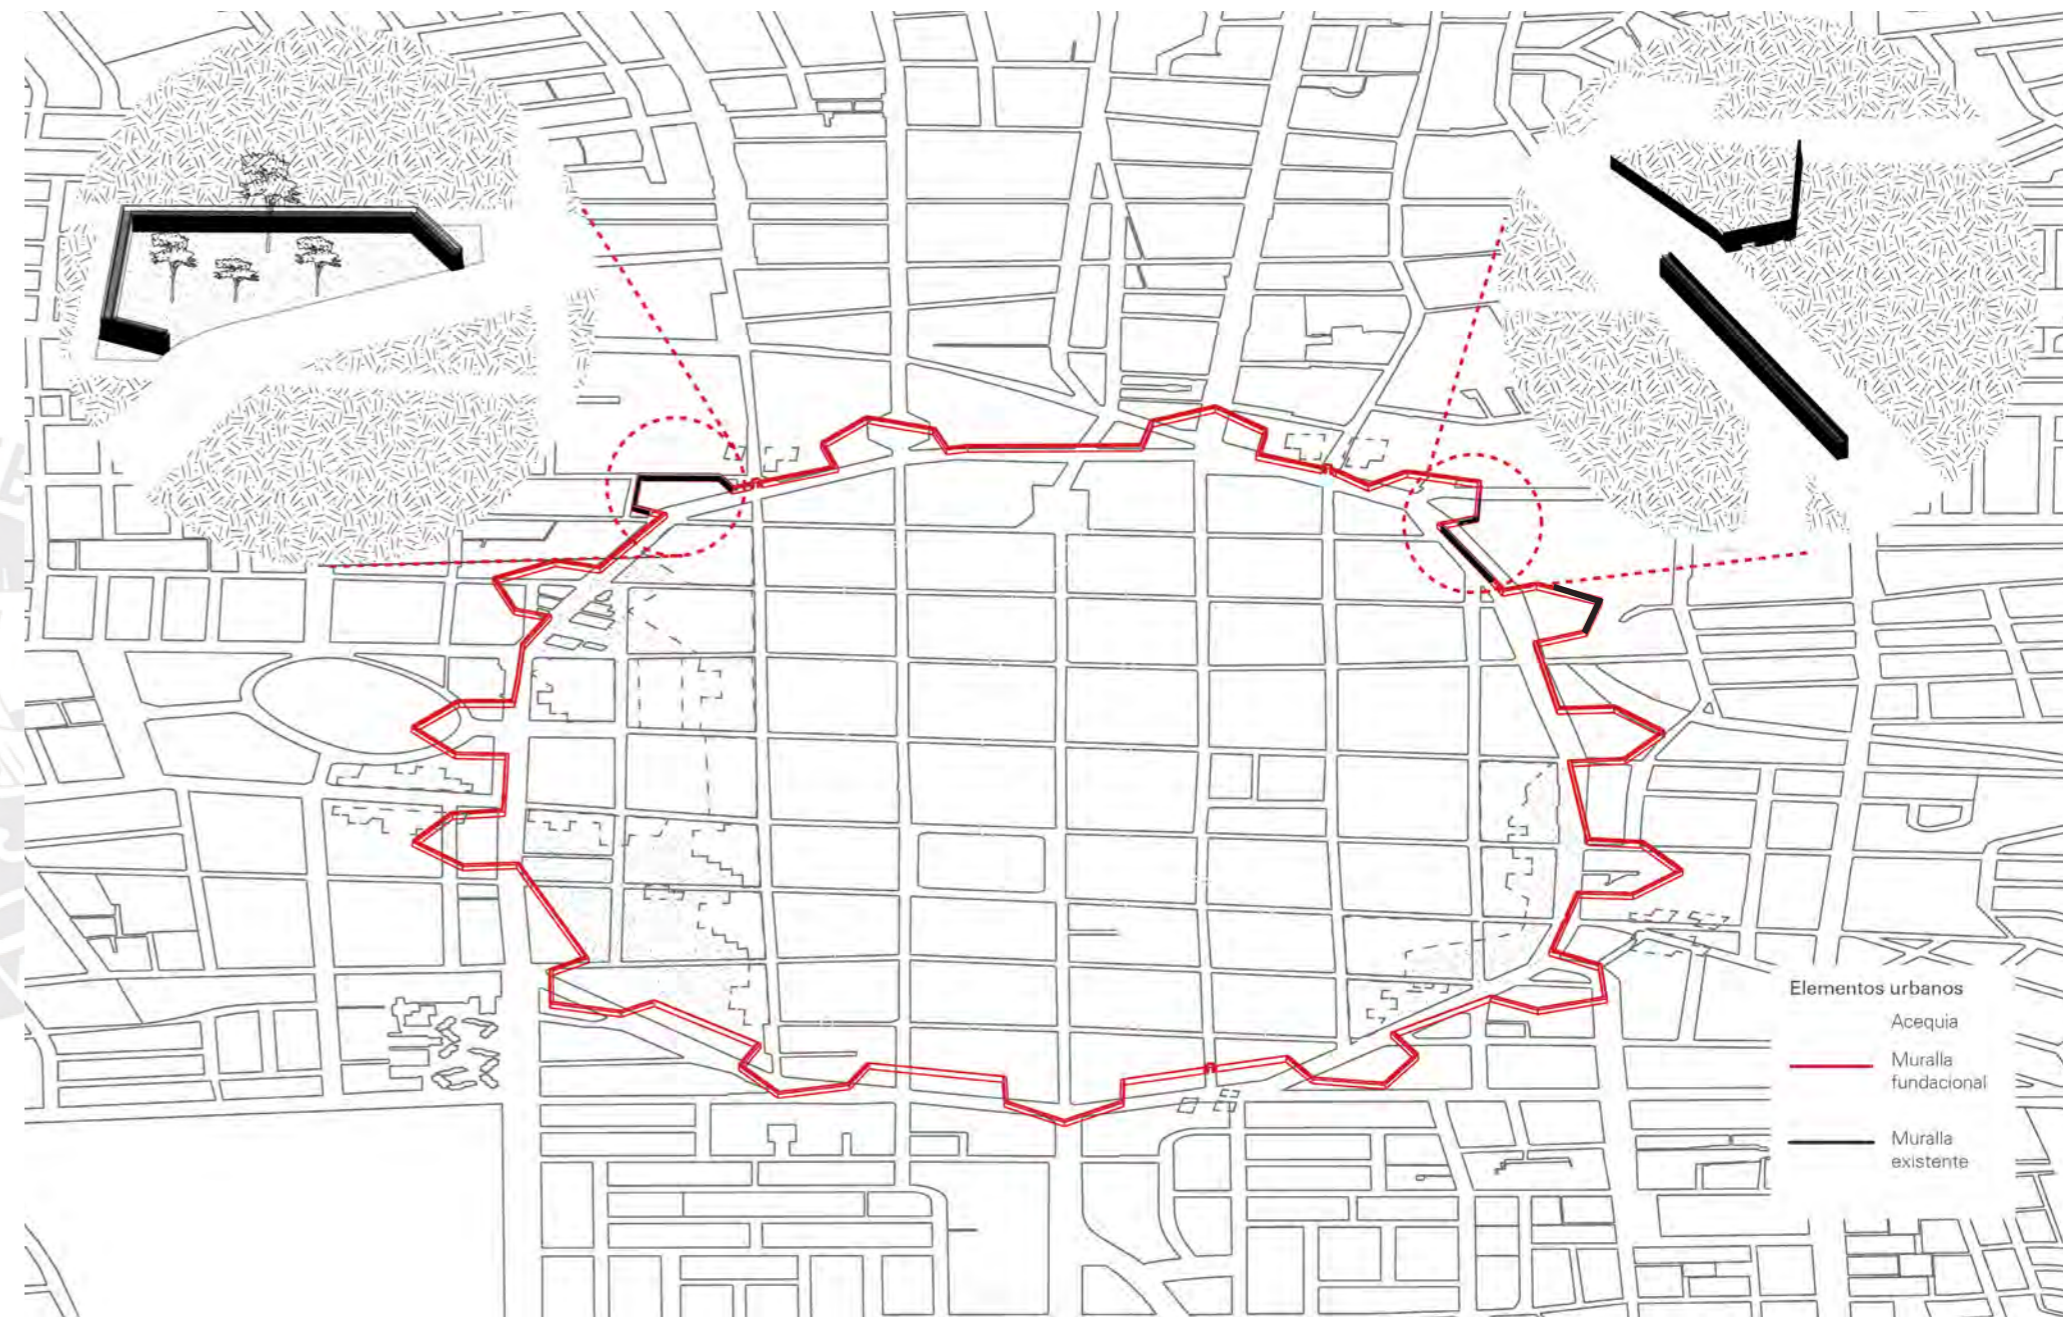 Elementos urbanos
Acequia
Muralla
fundacional
Muralla
existente